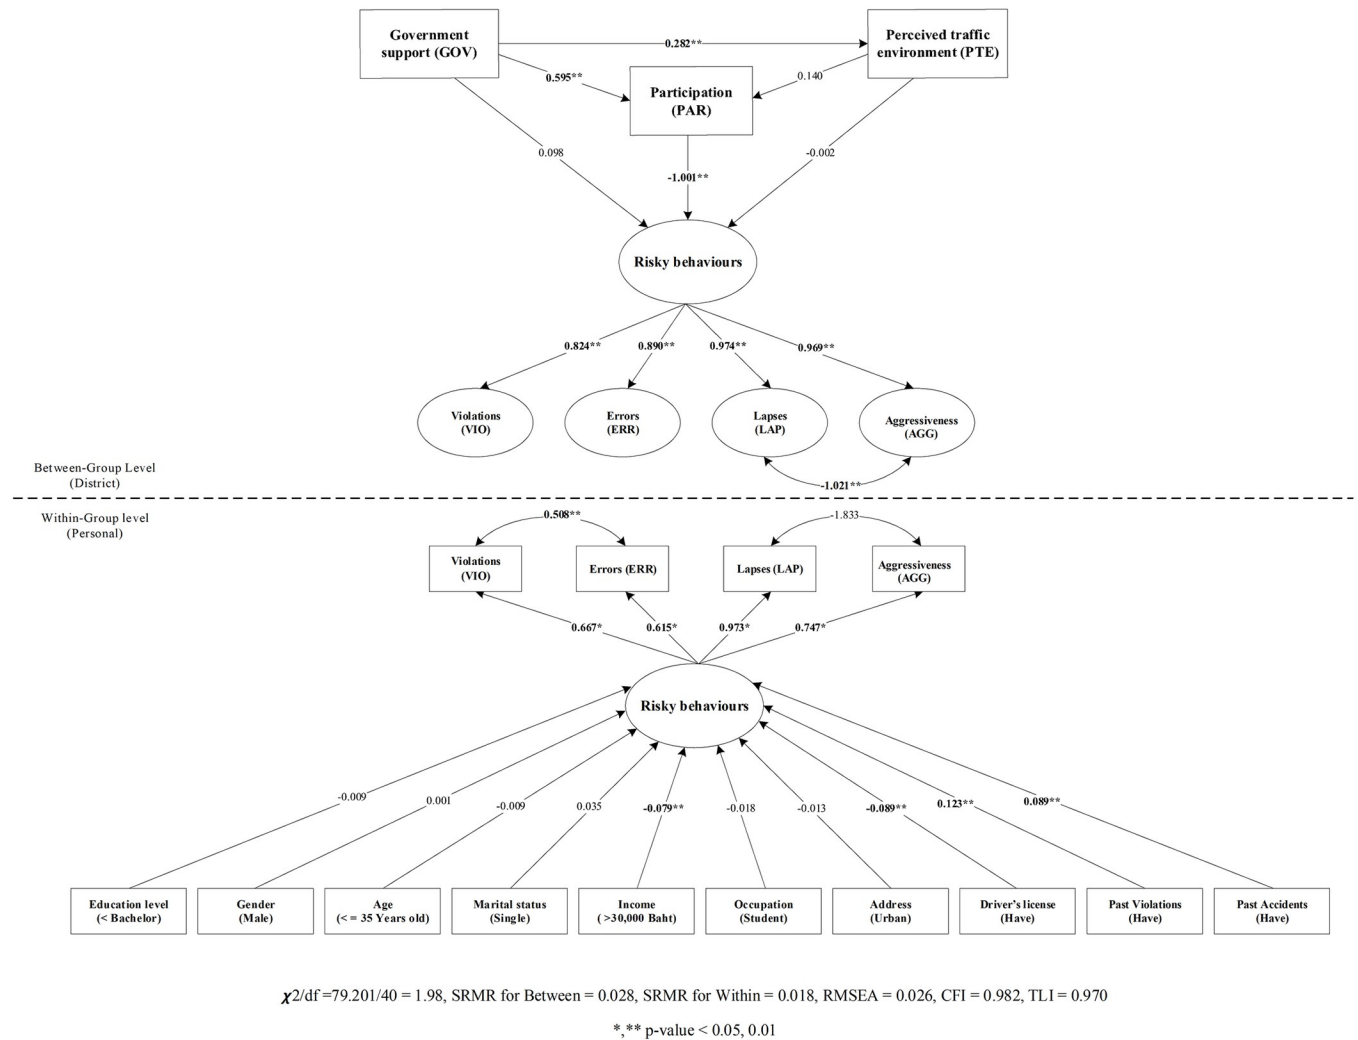 Government
support (GOV)
Perceived traffic
environment (PTE)
0.282**
0.595**
0.140
Participation
(PAR)
0.098
-0.002
-1.001**
Risky behaviours
0.824**
0.890**
0.974**
0.969**
Violations
(VIO)
Errors
(ERR)
Lapses
(LAP)
Aggressiveness
(AGG)
-1.021**
Between-Group Level
(District)
Within-Group level
(Personal)
0.508**
-1.833
Violations
(VIO)
Errors (ERR)
Lapses (LAP)
Aggressiveness
(AGG)
0.667*
0.615*
0.973*
0.747*
Risky behaviours
-0.009
0.001
-0.009
0.035
-0.079**
-0.018
-0.013
-0.089**
0.123**
0.089**
Education level
(< Bachelor)
Gender
(Male)
Age
(< = 35 Years old)
Marital status
(Single)
Income
( >30,000 Baht)
Occupation
(Student)
Address
(Urban)
Driver's license
(Have)
Past Violations
(Have)
Past Accidents
(Have)
χ2/df =79.201/40 = 1.98, SRMR for Between = 0.028, SRMR for Within = 0.018, RMSEA = 0.026, CFI = 0.982, TLI = 0.970
*,** p-value < 0.05, 0.01